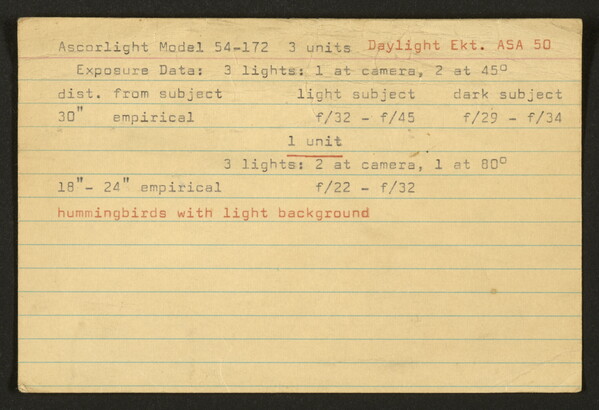 Ascorlight Model 54-172 3 units Daylight Ekt. ASA 50
Exposure Data: 3 lights: 1 at camera, 2 at 45°
dist. from subject light subject dark subject
30" empirical f/32 - f/45 f/29 - f/34
1 unit
3 lights: 2 at camera, 1 at 80°
18"- 24" empirical f/22 - f/32
hummingbirds with light background